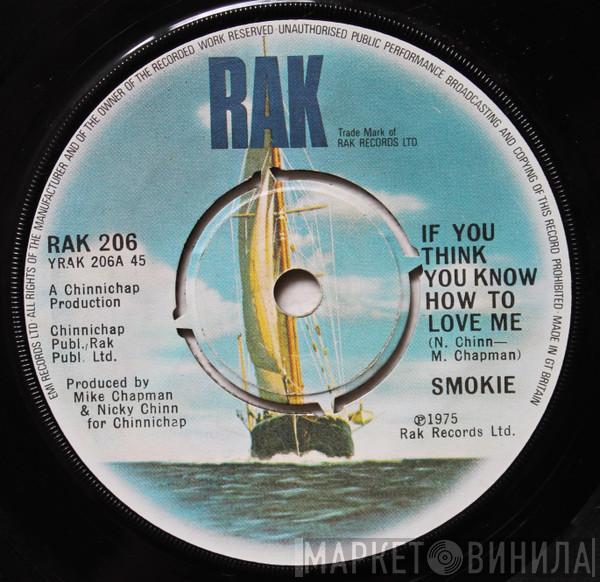 EMI RECORDS LTD. ALL RIGHTS OF THE MANUFACTURER AND OF THE OWNER OF THE RECORDED WORK RESERVED · UNAUTHORISED PUBLIC PERFORMANCE BROADCASTING AND COPYING OF THIS RECORD PROHIBITED · MADE IN GT BRITAIN
RAK
Trade Mark of
RAK RECORDS LTD
RAK 206
YRAK 206A 45
A Chinnichap
Production
Chinnichap
Publ./Rak
Publ. Ltd.
Produced by
Mike Chapman
& Nicky Chinn
for Chinnichap
IF YOU
THINK
YOU KNOW
HOW TO
LOVE ME
(N. Chinn—
M. Chapman)
SMOKIE
℗1975
Rak Records Ltd.
МАРКЕТ ВИНИЛА